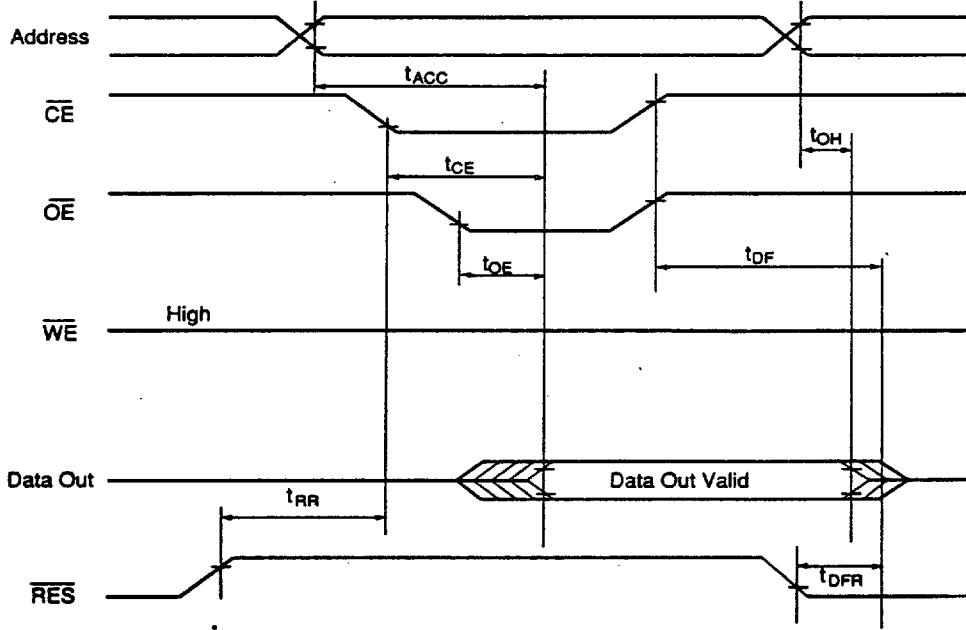 Address
tACC
CE
tOH
tCE
OE
tOE
tDF
High
WE
Data Out
Data Out Valid
tRR
tDFR
RES